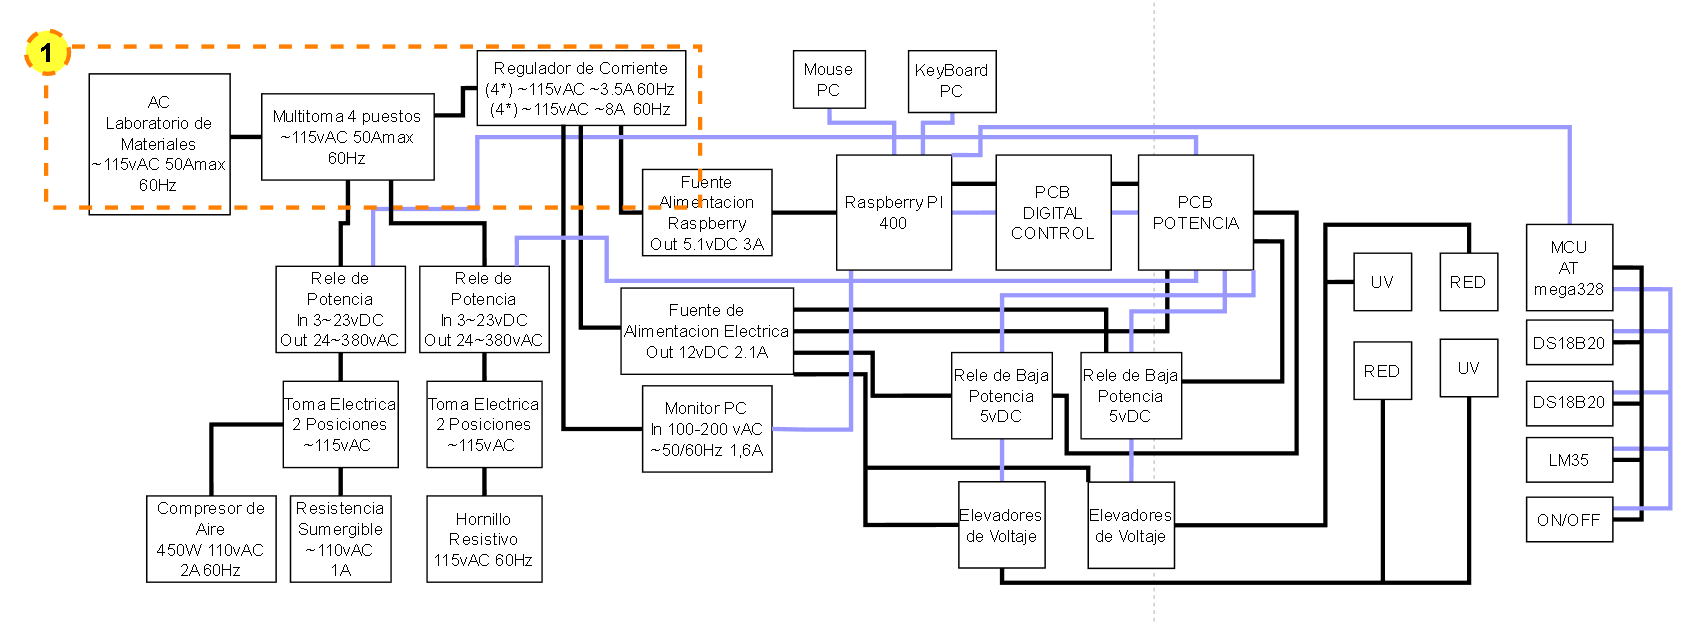 1
AC
Laboratorio de
Materiales
~115vAC 50Amax
60Hz
Multitoma 4 puestos
~115vAC 50Amax
60Hz
Regulador de Corriente
(4*) ~115vAC ~3.5A 60Hz
(4*) ~115vAC ~8A 60Hz
Mouse
PC
KeyBoard
PC
Fuente
Alimentacion
Raspberry
Out 5.1vDC 3A
Raspberry PI
400
PCB
DIGITAL
CONTROL
PCB
POTENCIA
Rele de
Potencia
In 3~23vDC
Out 24~380vAC
Rele de
Potencia
In 3~23vDC
Out 24~380vAC
Fuente de
Alimentacion Electrica
Out 12vDC 2.1A
UV
RED
MCU
AT
mega328
DS18B20
RED
UV
Rele de Baja
Potencia
5vDC
Rele de Baja
Potencia
5vDC
Toma Electrica
2 Posiciones
~115vAC
Toma Electrica
2 Posiciones
~115vAC
Monitor PC
In 100-200 vAC
~50/60Hz 1,6A
DS18B20
LM35
ON/OFF
Compresor de
Aire
450W 110vAC
2A 60Hz
Resistencia
Sumergible
~110vAC
1A
Hornillo
Resistivo
115vAC 60Hz
Elevadores
de Voltaje
Elevadores
de Voltaje